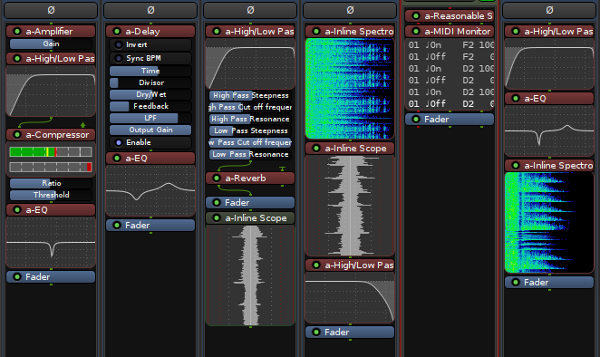 Ø
a-Amplifier
Gain
a-High/Low Pas
a-Compressor
Ratio
Threshold
a-EQ
Fader
Ø
a-Delay
Invert
Sync BPM
Time
Divisor
Dry/Wet
Feedback
LPF
Output Gain
Enable
a-EQ
Fader
Ø
a-High/Low Pas
High Pass Steepness
gh Pass Cut off frequer
High Pass Resonance
Low Pass Steepness
w Pass Cut off frequer
Low Pass Resonance
a-Reverb
Fader
a-Inline Scope
Ø
a-Inline Spectro
a-Inline Scope
a-High/Low Pas
Fader
a-Reasonable S
a-MIDI Monitor
01 ♩On F2 100
01 ♩Off F2 0
01 ♩On D2 100
01 ♩Off D2 0
01 ♩On D2 100
01 ♩Off D2 0
Fader
Ø
a-High/Low Pas
a-EQ
a-Inline Spectro
Fader